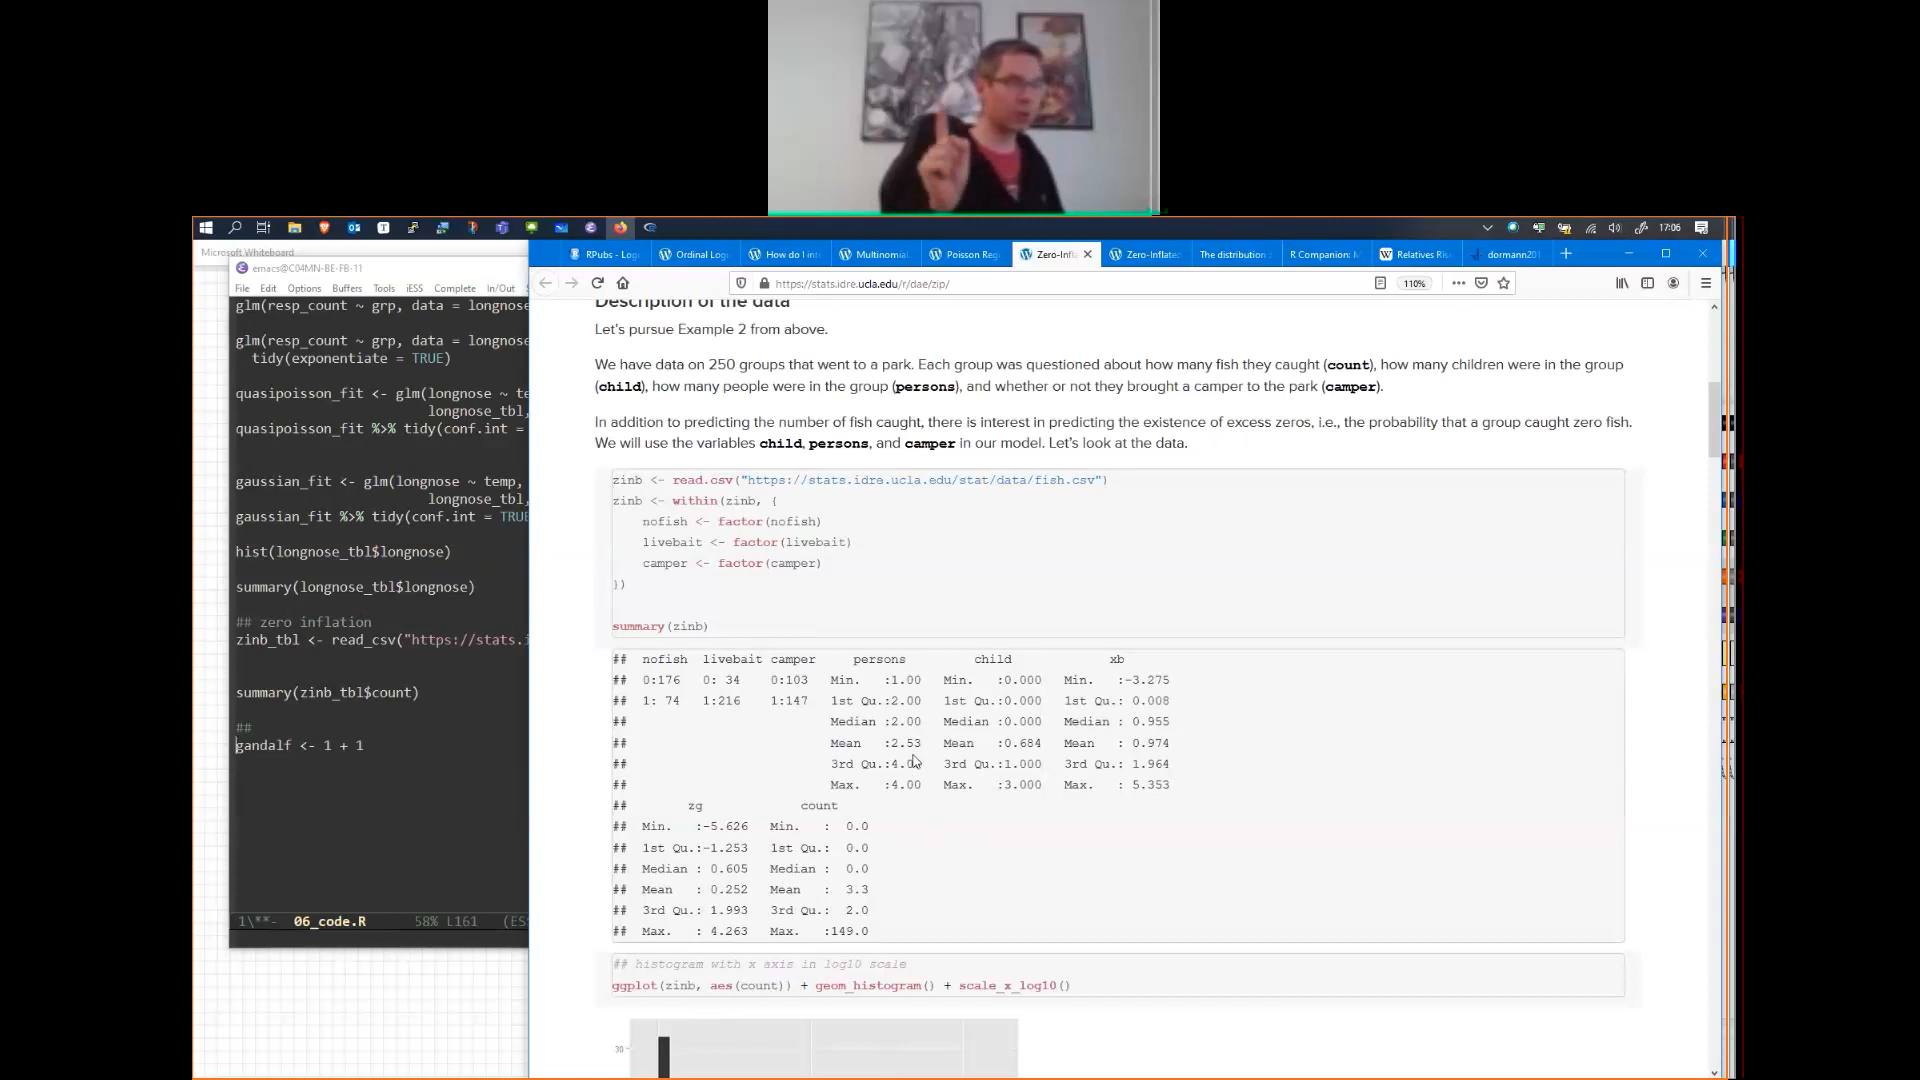 17:06
Microsoft Whiteboard
RPubs - Lo
Ordinal Log
How do I int
Multinomial
Poisson Reg
Zero-Infl
Zero-Inflated
The distribution
R Companion: M
Relatives Ris
dormann201
emacs@C04MN-BE-FB-11
https://stats.idre.ucla.edu/r/dae/zip/
110%
File Edit Options Buffers Tools iESS Complete In/Out
glm(resp_count ~ grp, data = longnose
glm(resp_count ~ grp, data = longnose
tidy(exponentiate = TRUE)
quasipoisson_fit <- glm(longnose ~ te
longnose_tbl,
quasipoisson_fit %>% tidy(conf.int =
gaussian_fit <- glm(longnose ~ temp,
longnose_tbl,
gaussian_fit %>% tidy(conf.int = TRUE
hist(longnose_tbl$longnose)
summary(longnose_tbl$longnose)
## zero inflation
zinb_tbl <- read_csv("https://stats.i
summary(zinb_tbl$count)
##
gandalf <- 1 + 1
1\**- 06_code.R 58% L161 (ES
Description of the data
Let's pursue Example 2 from above.
We have data on 250 groups that went to a park. Each group was questioned about how many fish they caught (count), how many children were in the group
(child), how many people were in the group (persons), and whether or not they brought a camper to the park (camper).
In addition to predicting the number of fish caught, there is interest in predicting the existence of excess zeros, i.e., the probability that a group caught zero fish.
We will use the variables child, persons, and camper in our model. Let's look at the data.
zinb <- read.csv("https://stats.idre.ucla.edu/stat/data/fish.csv")
zinb <- within(zinb, {
nofish <- factor(nofish)
livebait <- factor(livebait)
camper <- factor(camper)
})
summary(zinb)
## nofish livebait camper persons child xb
## 0:176 0: 34 0:103 Min. :1.00 Min. :0.000 Min. :-3.275
## 1: 74 1:216 1:147 1st Qu.:2.00 1st Qu.:0.000 1st Qu.: 0.008
## Median :2.00 Median :0.000 Median : 0.955
## Mean :2.53 Mean :0.684 Mean : 0.974
## 3rd Qu.:4.00 3rd Qu.:1.000 3rd Qu.: 1.964
## Max. :4.00 Max. :3.000 Max. : 5.353
## zg count
## Min. :-5.626 Min. : 0.0
## 1st Qu.:-1.253 1st Qu.: 0.0
## Median : 0.605 Median : 0.0
## Mean : 0.252 Mean : 3.3
## 3rd Qu.: 1.993 3rd Qu.: 2.0
## Max. : 4.263 Max. :149.0
## histogram with x axis in log10 scale
ggplot(zinb, aes(count)) + geom_histogram() + scale_x_log10()
30